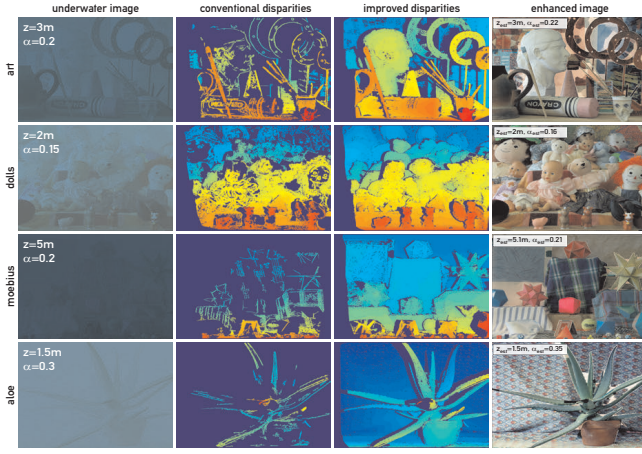 underwater image conventional disparities improved disparities enhanced image
art
z=3m
α=0.2
CRAYON
z_est=3m, α_est=0.22
CRAYON
dolls
z=2m
α=0.15
z_est=2m, α_est=0.16
moebius
z=5m
α=0.2
z_est=5.1m, α_est=0.21
aloe
z=1.5m
α=0.3
z_est=1.5m, α_est=0.35